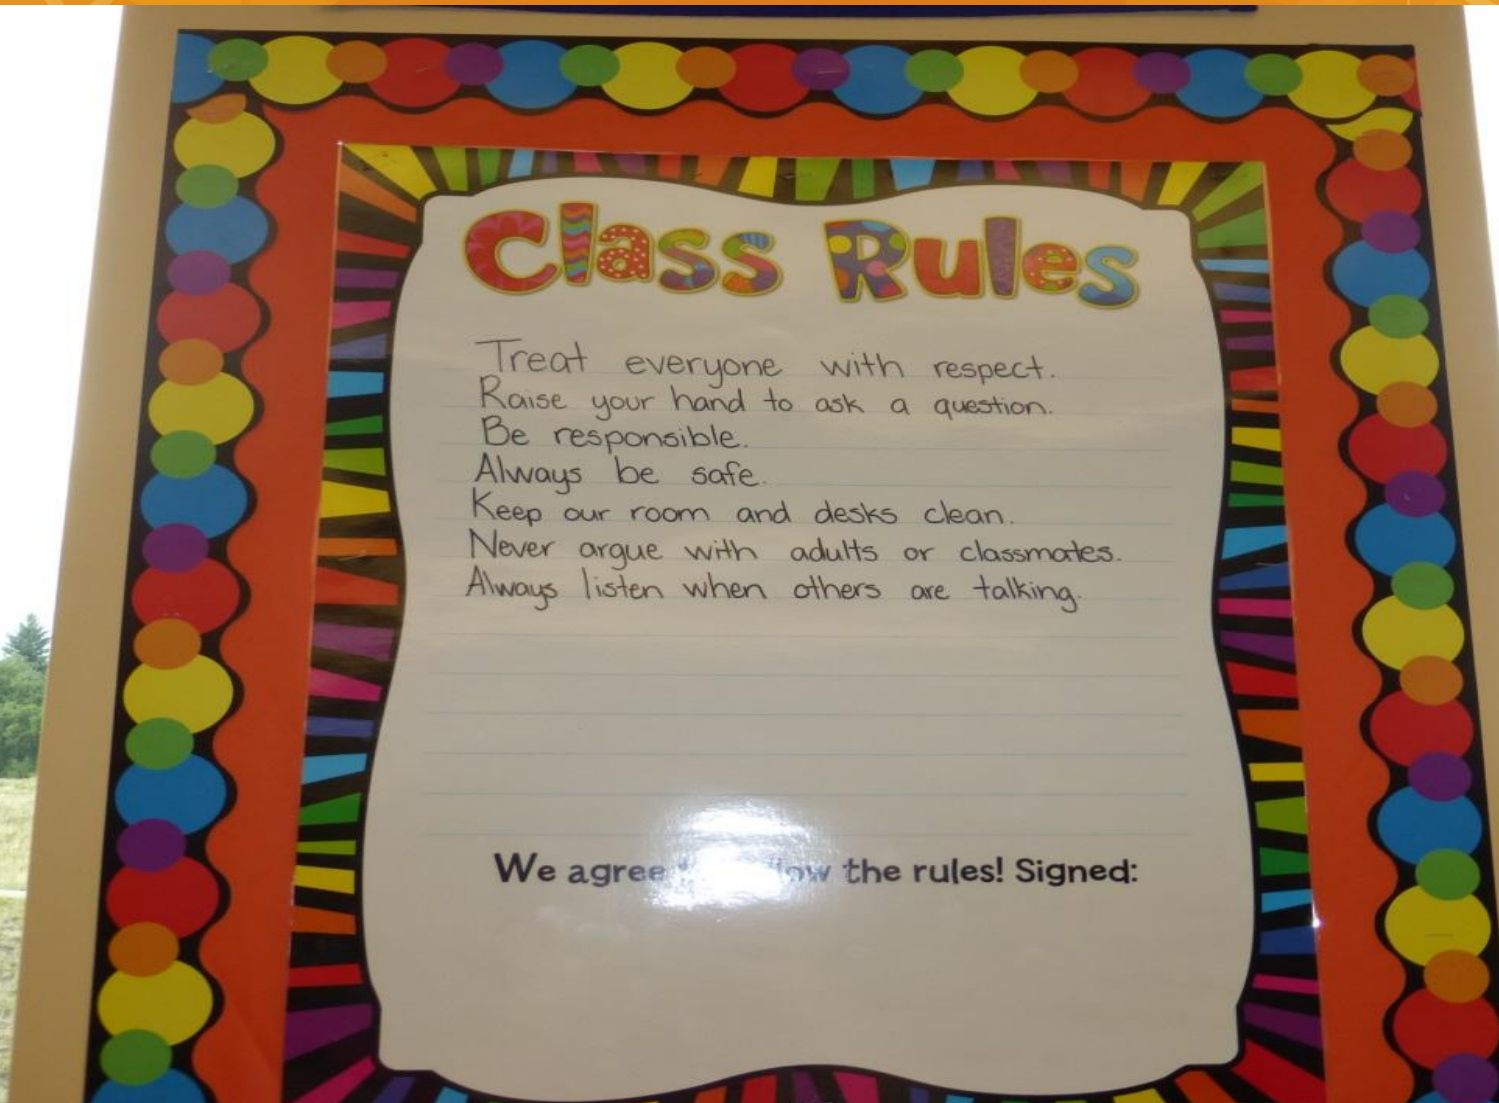 Class Rules
Treat everyone with respect.
Raise your hand to ask a question.
Be responsible.
Always be safe.
Keep our room and desks clean.
Never argue with adults or classmates.
Always listen when others are talking.
We agree the rules! Signed: